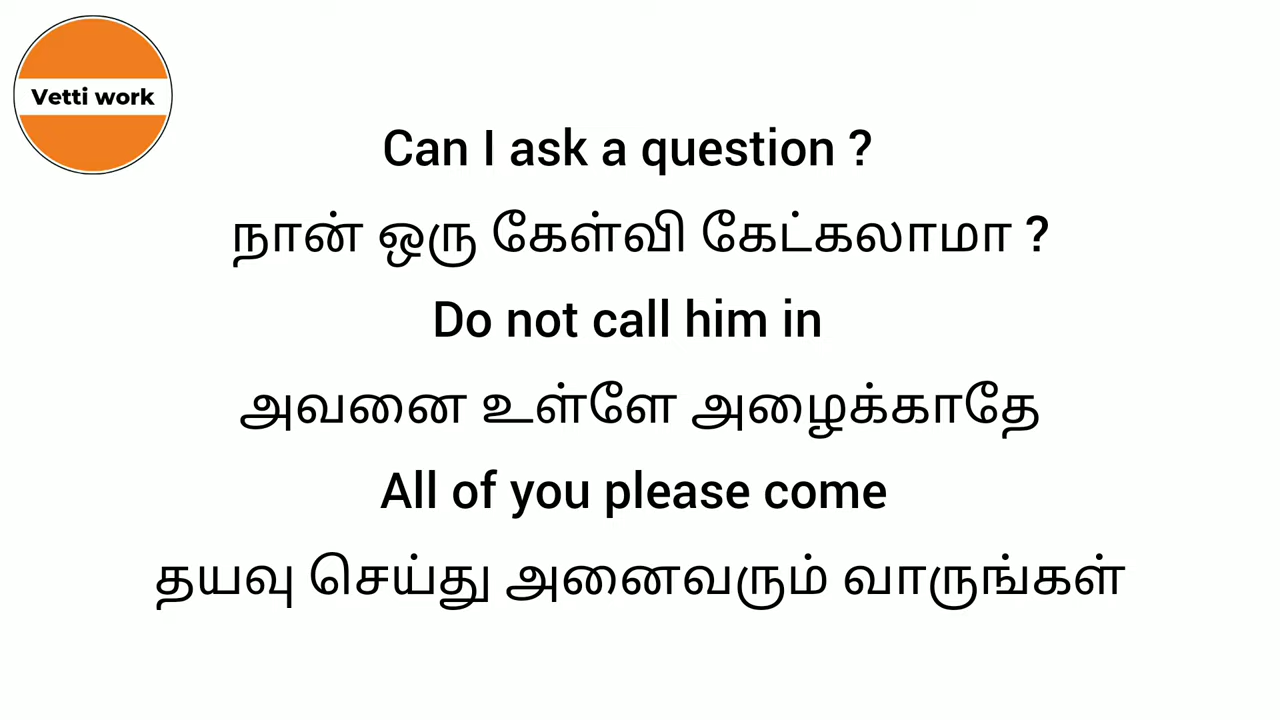 Vetti work
Can I ask a question ?
நான் ஒரு கேள்வி கேட்கலாமா ?
Do not call him in
அவனை உள்ளே அழைக்காதே
All of you please come
தயவு செய்து அனைவரும் வாருங்கள்